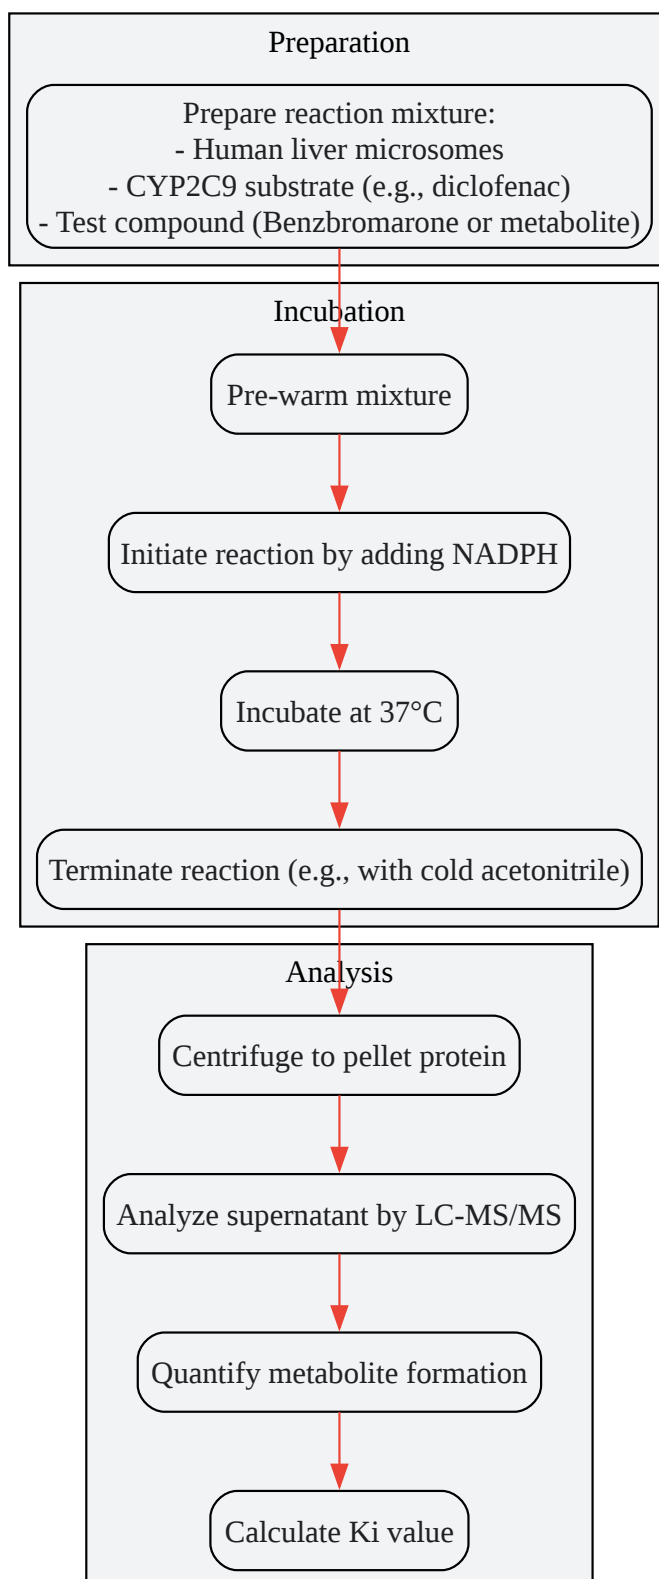 Preparation
Prepare reaction mixture:
- Human liver microsomes
- CYP2C9 substrate (e.g., diclofenac)
- Test compound (Benzbromarone or metabolite)
Incubation
Pre-warm mixture
Initiate reaction by adding NADPH
Incubate at 37°C
Terminate reaction (e.g., with cold acetonitrile)
Analysis
Centrifuge to pellet protein
Analyze supernatant by LC-MS/MS
Quantify metabolite formation
Calculate Ki value